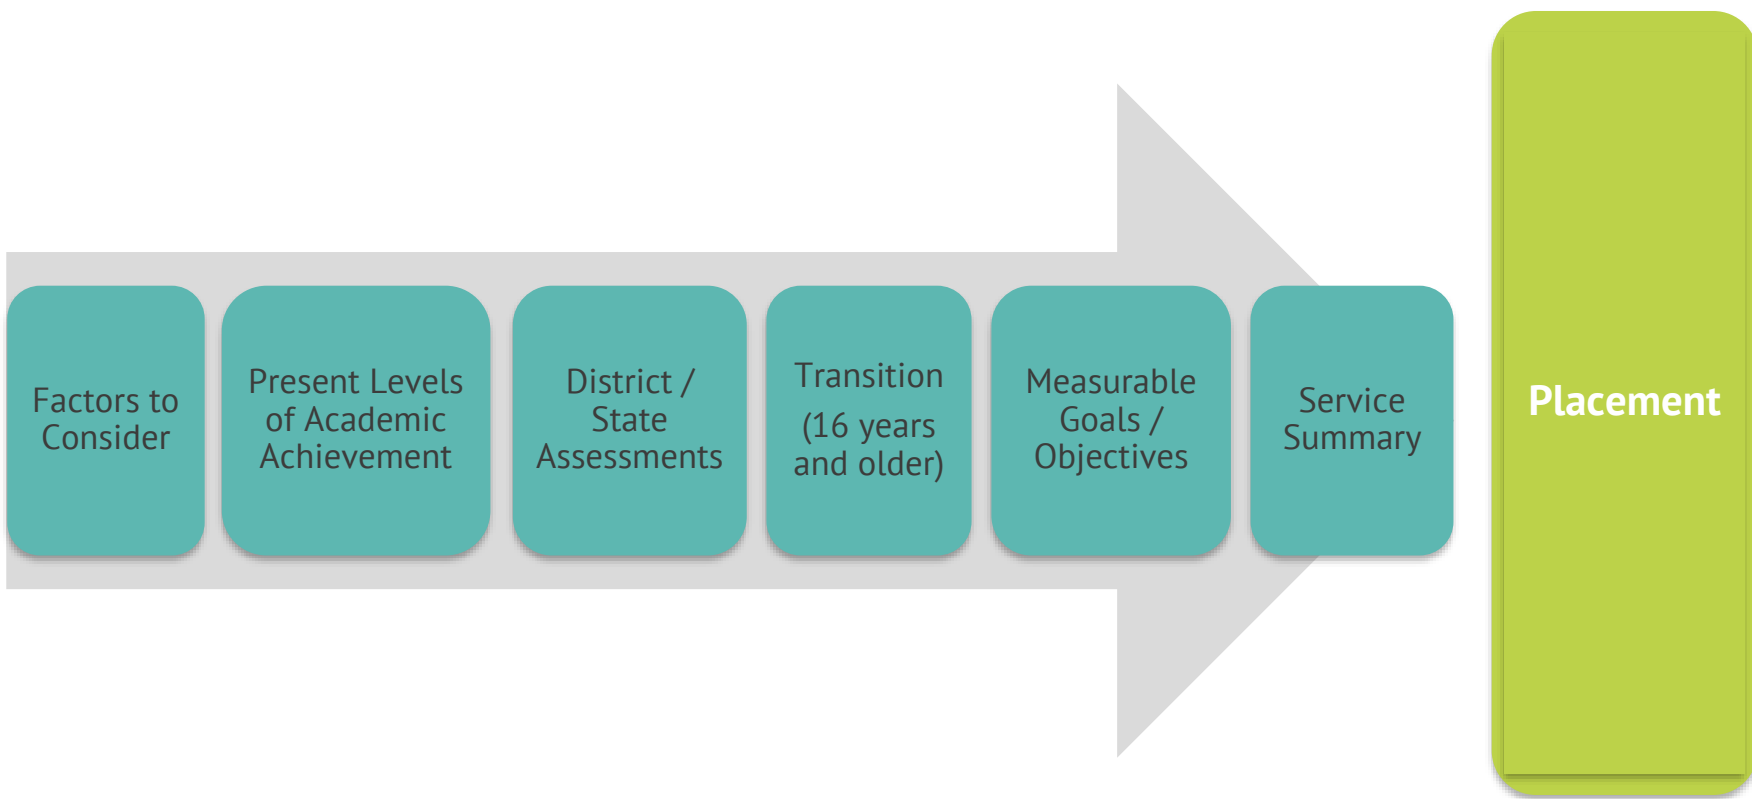 Factors to
Consider
Present Levels
of Academic
Achievement
District /
State
Assessments
Transition
(16 years
and older)
Measurable
Goals /
Objectives
Service
Summary
Placement